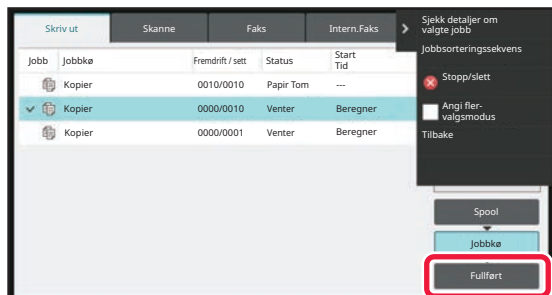 Skriv ut Skanne Faks Intern.Faks
Jobb Jobbkø Fremdrift / sett Status Start Tid
Kopier 0010/0010 Papir Tom ---
Kopier 0000/0010 Venter Beregner
Kopier 0000/0001 Venter Beregner
Sjekk detaljer om
valgte jobb
Jobbsorteringssekvens
Stopp/slett
Angi fler-
valgsmodus
Tilbake
Spool
Jobbkø
Fullført